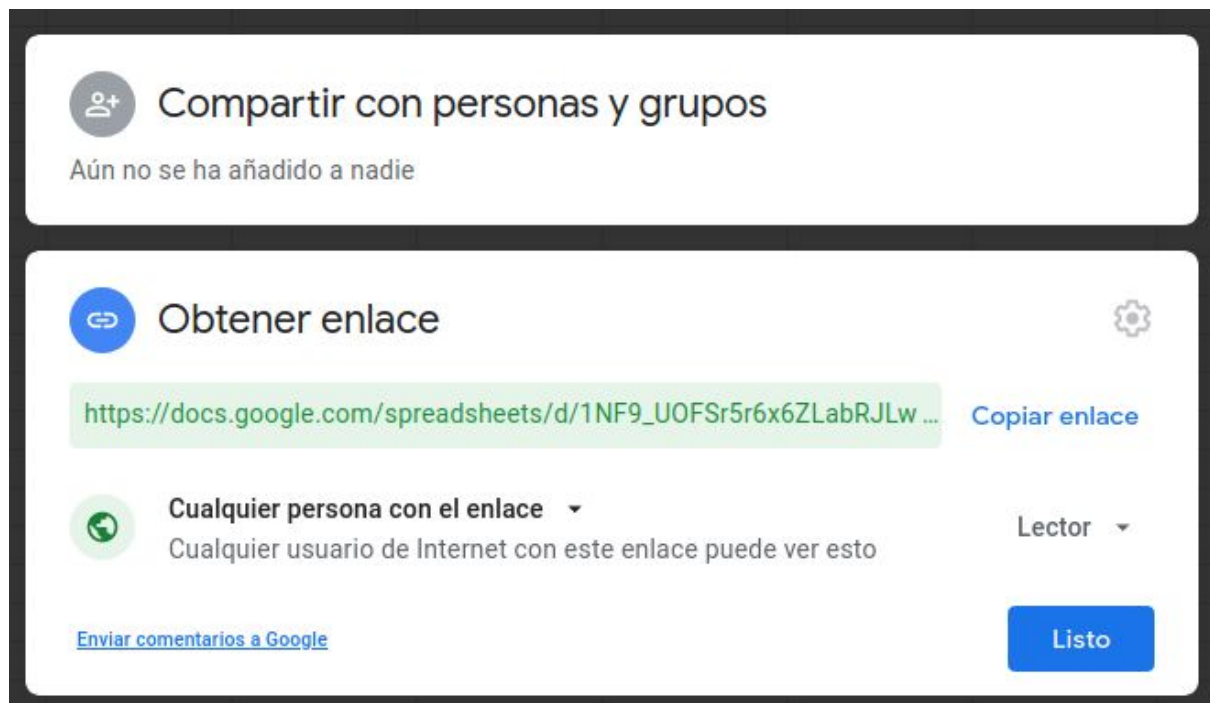 Compartir con personas y grupos
Aún no se ha añadido a nadie
Obtener enlace
https://docs.google.com/spreadsheets/d/1NF9_UOFSr5r6x6ZLabRJLw ...
Copiar enlace
Cualquier persona con el enlace
Cualquier usuario de Internet con este enlace puede ver esto
Lector
Enviar comentarios a Google
Listo